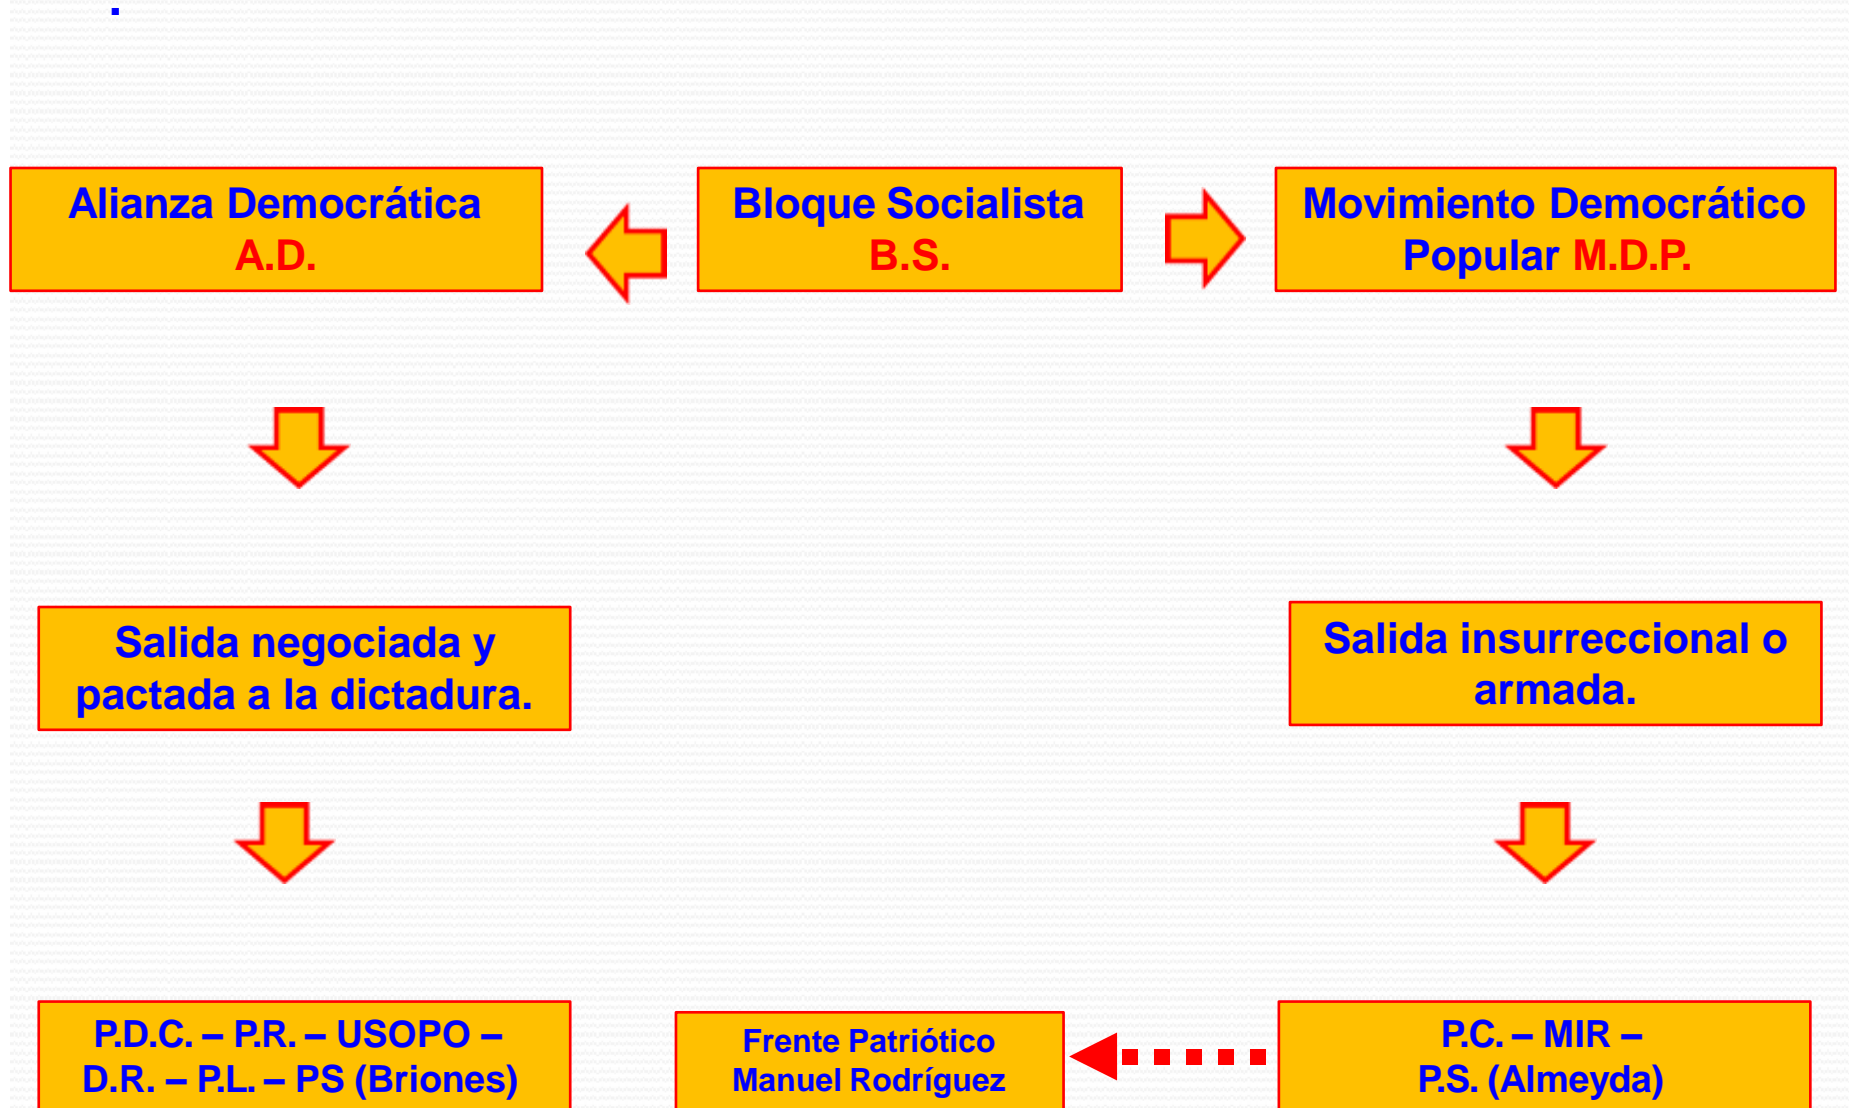 .
Alianza Democrática
A.D.
Bloque Socialista
B.S.
Movimiento Democrático
Popular M.D.P.
Salida negociada y
pactada a la dictadura.
Salida insurreccional o
armada.
P.D.C. – P.R. – USOPO –
D.R. – P.L. – PS (Briones)
Frente Patriótico
Manuel Rodríguez
P.C. – MIR –
P.S. (Almeyda)